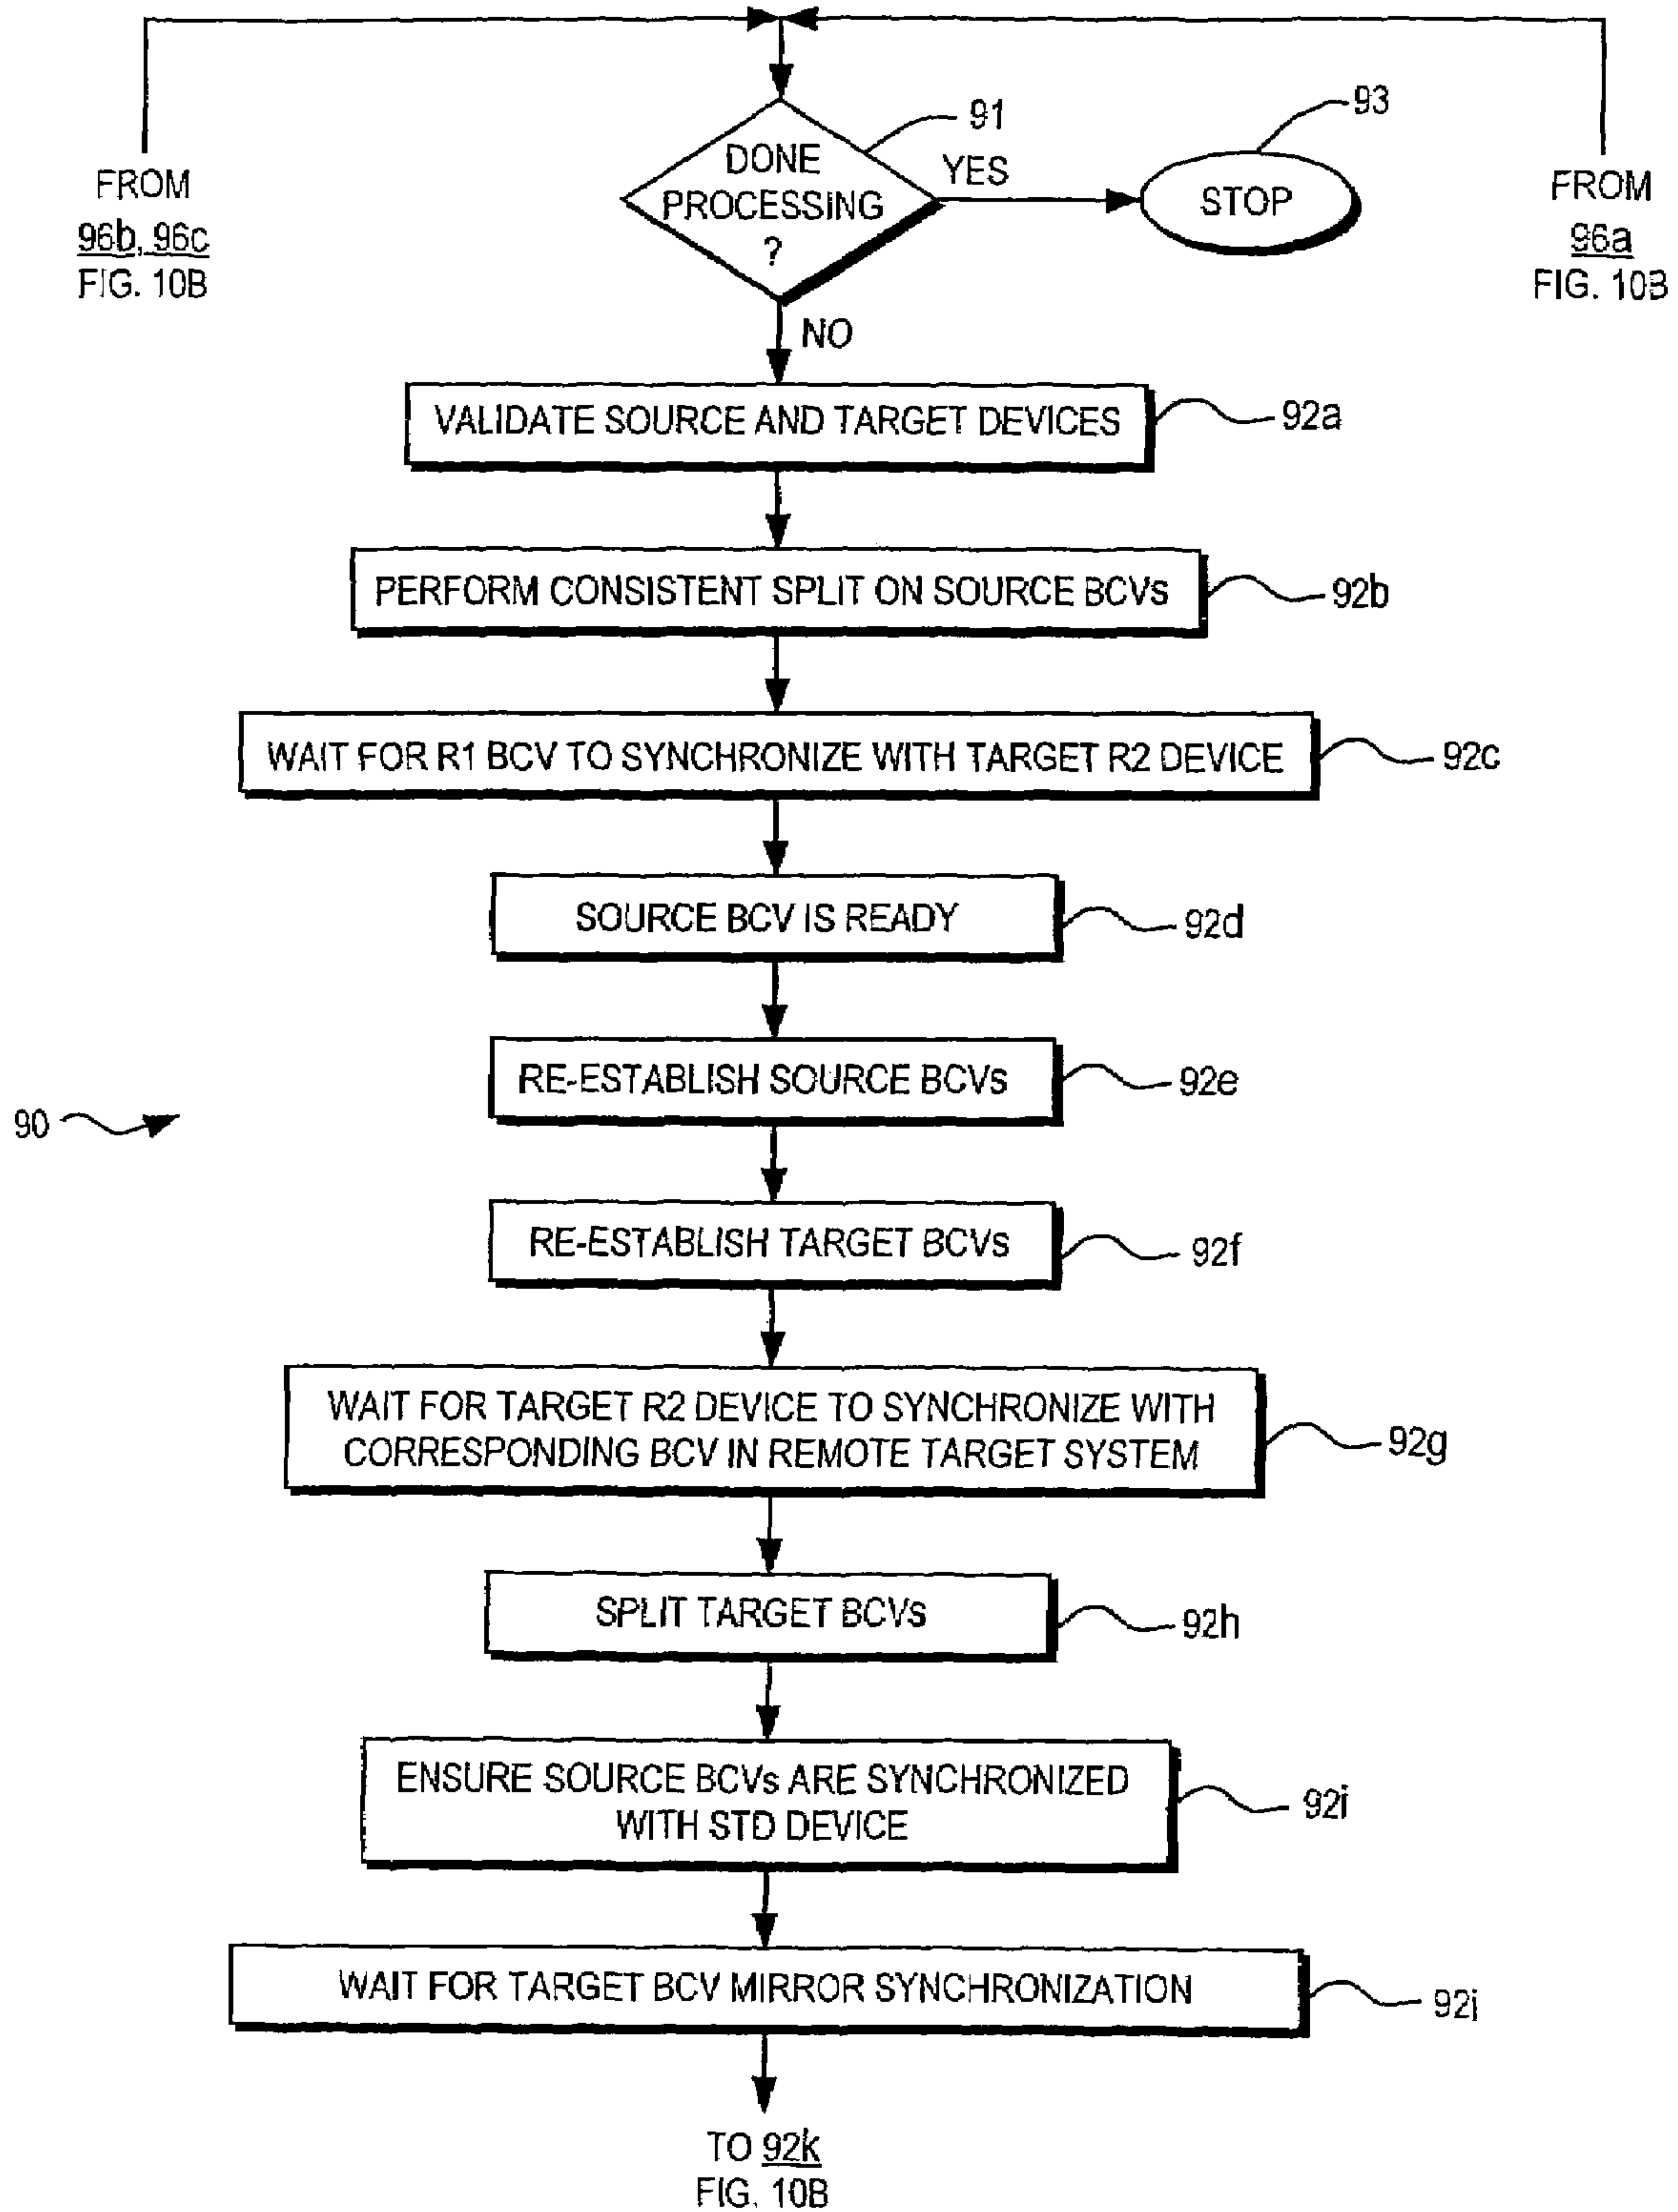 FROM
96b, 96c
FIG. 10B
DONE
PROCESSING
?
91
YES
93
STOP
FROM
96a
FIG. 10B
NO
VALIDATE SOURCE AND TARGET DEVICES
92a
PERFORM CONSISTENT SPLIT ON SOURCE BCVs
92b
WAIT FOR R1 BCV TO SYNCHRONIZE WITH TARGET R2 DEVICE
92c
SOURCE BCV IS READY
92d
RE-ESTABLISH SOURCE BCVs
92e
90
RE-ESTABLISH TARGET BCVs
92f
WAIT FOR TARGET R2 DEVICE TO SYNCHRONIZE WITH
CORRESPONDING BCV IN REMOTE TARGET SYSTEM
92g
SPLIT TARGET BCVs
92h
ENSURE SOURCE BCVs ARE SYNCHRONIZED
WITH STD DEVICE
92i
WAIT FOR TARGET BCV MIRROR SYNCHRONIZATION
92j
TO 92k
FIG. 10B